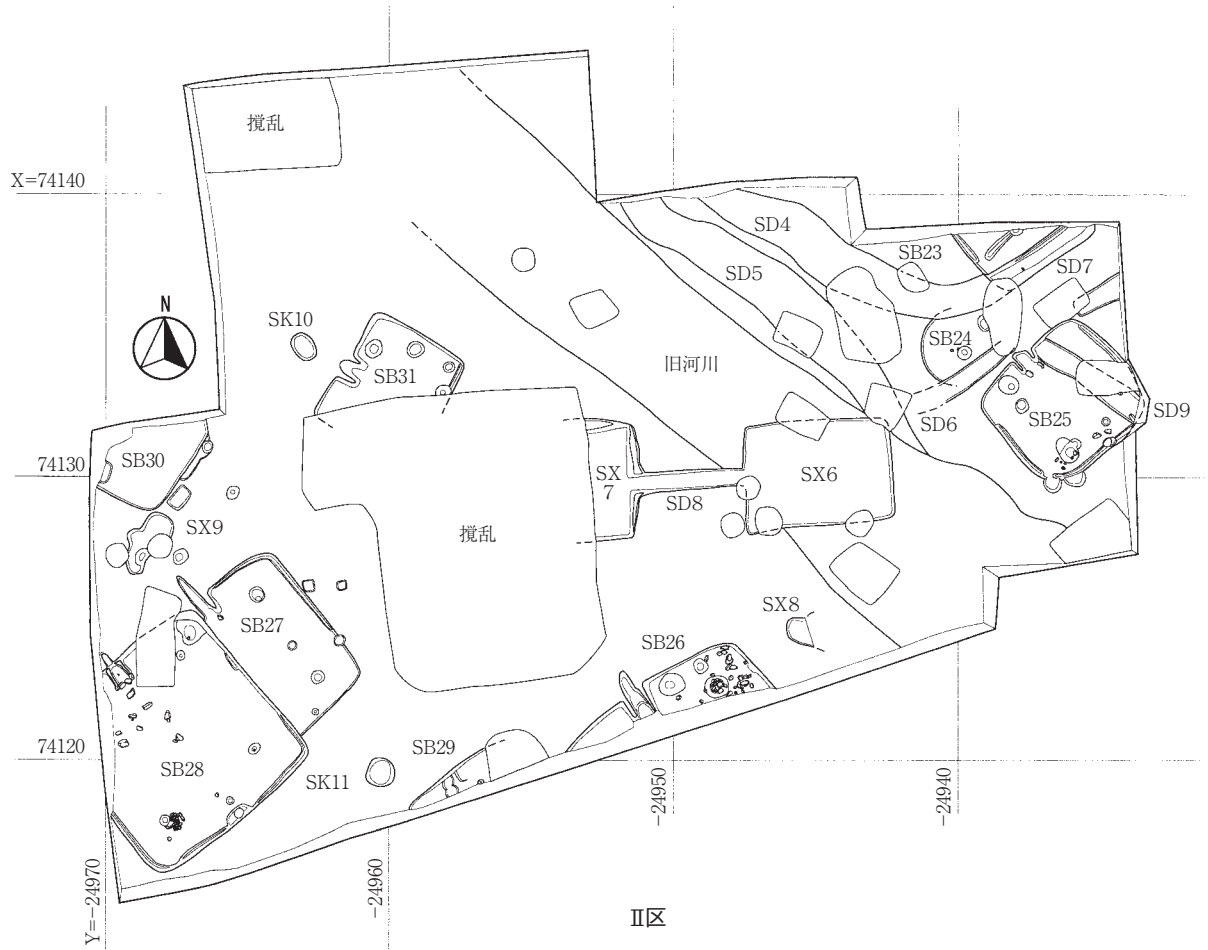 撹乱
X=74140
SD4
SB23
SD5
SD7
N
SK10
SB24
SB31
旧河川
SB25
SD9
SD6
SB30
74130
SX
7
SX6
SD8
SX9
撹乱
SB27
SX8
SB26
74120
SB29
SB28
SK11
-24950
-24940
Y=-24970
-24960
Ⅱ区